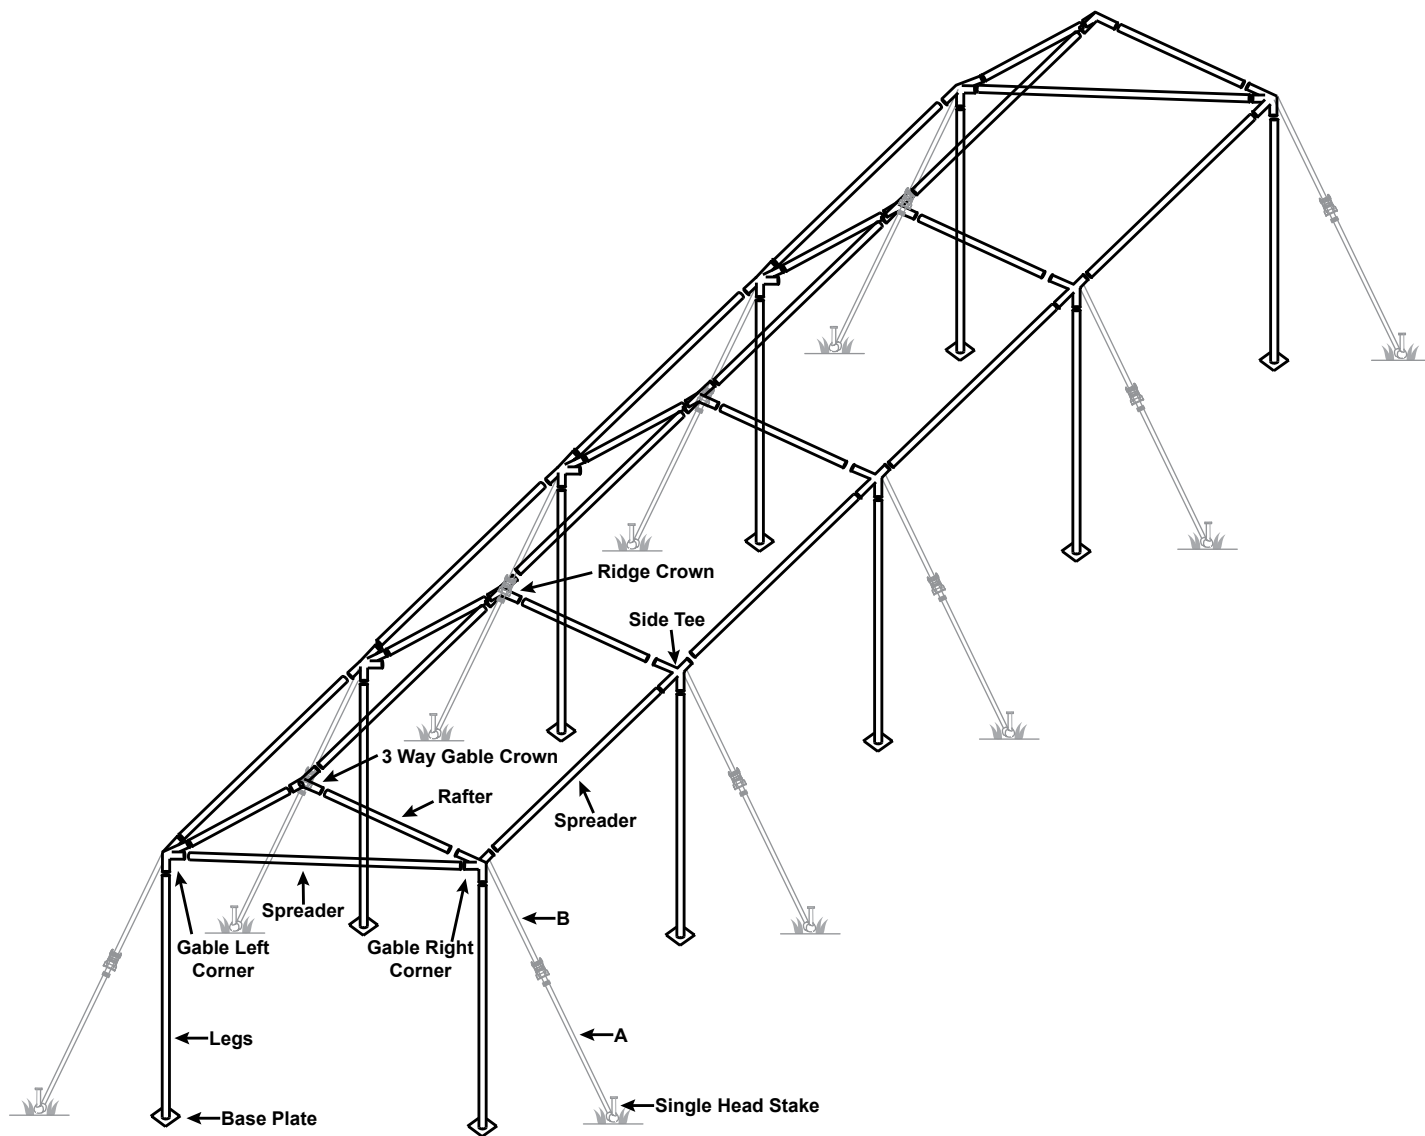 Ridge Crown
Side Tee
3 Way Gable Crown
Rafter
Spreader
Spreader
B
Gable Left
Corner
Gable Right
Corner
A
Legs
Single Head Stake
Base Plate